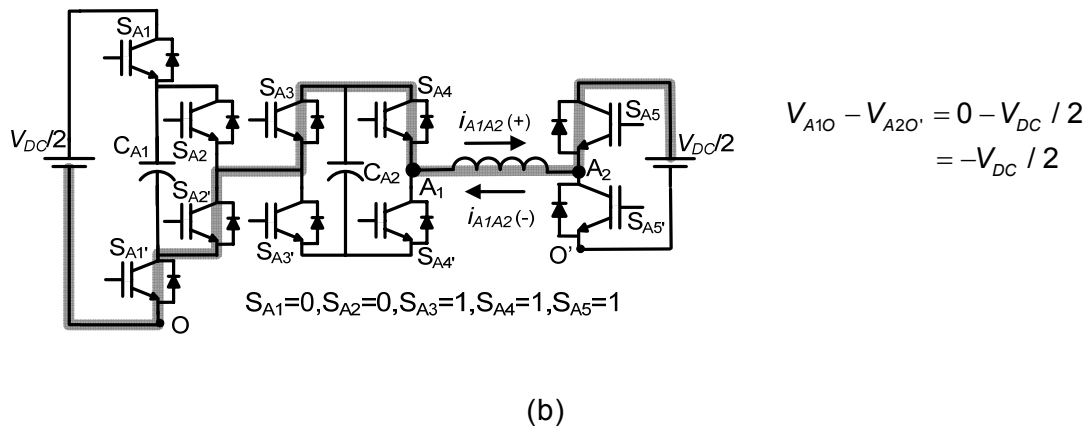 S_A1
S_A3
S_A4
S_A5
V_DC/2
C_A1
S_A2
C_A2
i_A1A2 (+)
A_1
A_2
V_DC/2
S_A2'
i_A1A2 (-)
S_A1'
S_A3'
S_A4'
S_A5'
O'
O
S_A1=0,S_A2=0,S_A3=1,S_A4=1,S_A5=1
V_A1O − V_A2O' = 0 − V_DC / 2
= −V_DC / 2
(b)